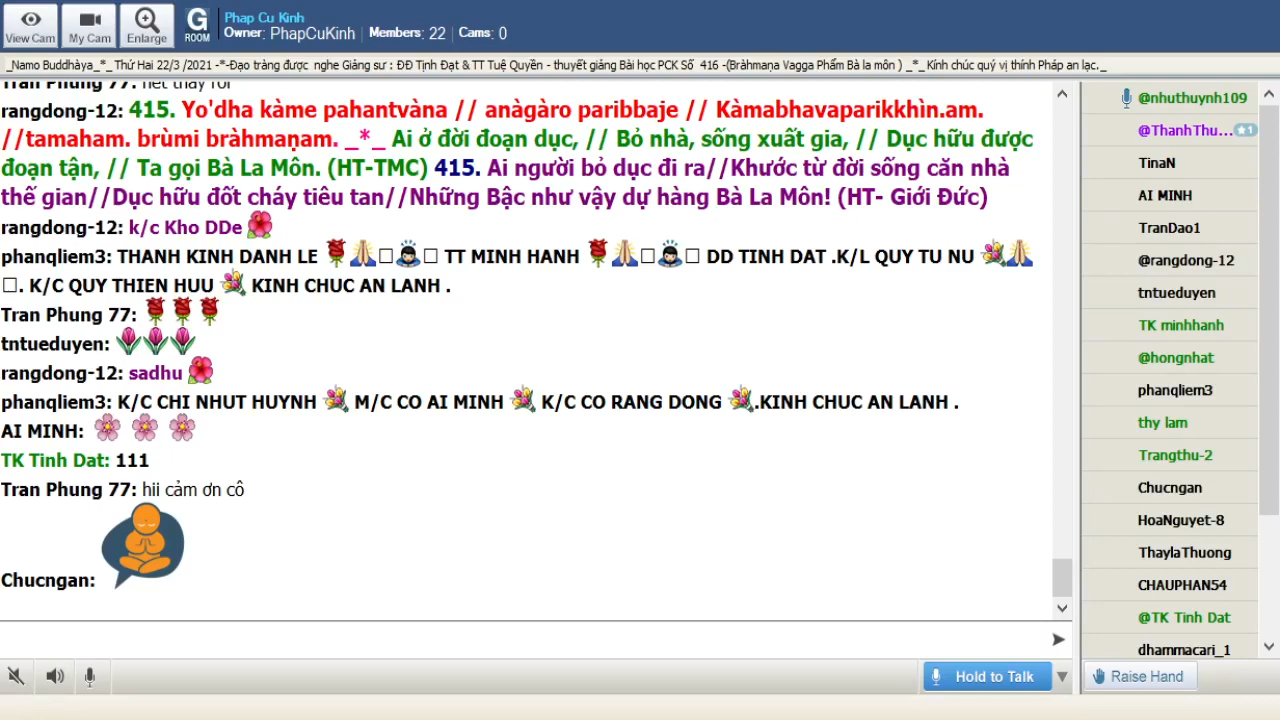 View Cam
My Cam
Enlarge
G
ROOM
Phap Cu Kinh
Owner: PhapCuKinh Members: 22 Cams: 0
_Namo Buddhàya_*_ Thứ Hai 22/3 /2021 -*-Đạo tràng được nghe Giảng sư : ĐĐ Tịnh Đạt & TT Tuệ Quyền - thuyết giảng Bài học PCK Số 416 -(Bràhmaṇa Vagga Phẩm Bà la môn ) _*_ Kính chúc quý vị thính Pháp an lạc._
rangdong-12: 415. Yo'dha kàme pahantvàna // anàgàro paribbaje // Kàmabhavaparikkhìn.am.
//tamaham. brùmi bràhmaṇam. _*_ Ai ở đời đoạn dục, // Bỏ nhà, sống xuất gia, // Dục hữu được
đoạn tận, // Ta gọi Bà La Môn. (HT-TMC) 415. Ai người bỏ dục đi ra//Khước từ đời sống căn nhà
thế gian//Dục hữu đốt cháy tiêu tan//Những Bậc như vậy dự hàng Bà La Môn! (HT- Giới Đức)
rangdong-12: k/c Kho DDe 🌺
phanqliem3: THANH KINH DANH LE 🌹🙏□🙇□ TT MINH HANH 🌹🙏□🙇□ DD TINH DAT .K/L QUY TU NU 💐🙏
□. K/C QUY THIEN HUU 💐 KINH CHUC AN LANH .
Tran Phung 77: 🌹🌹🌹
tntueduyen: 🌷🌷🌷
rangdong-12: sadhu 🌺
phanqliem3: K/C CHI NHUT HUYNH 💐 M/C CO AI MINH 💐 K/C CO RANG DONG 💐.KINH CHUC AN LANH .
AI MINH: 🌸 🌸 🌸
TK Tinh Dat: 111
Tran Phung 77: hii cảm ơn cô
Chucngan:
Hold to Talk
@nhuthuynh109
@ThanhThu... ★1
TinaN
AI MINH
TranDao1
@rangdong-12
tntueduyen
TK minhhanh
@hongnhat
phanqliem3
thy lam
Trangthu-2
Chucngan
HoaNguyet-8
ThaylaThuong
CHAUPHAN54
@TK Tinh Dat
dhammacari_1
Raise Hand